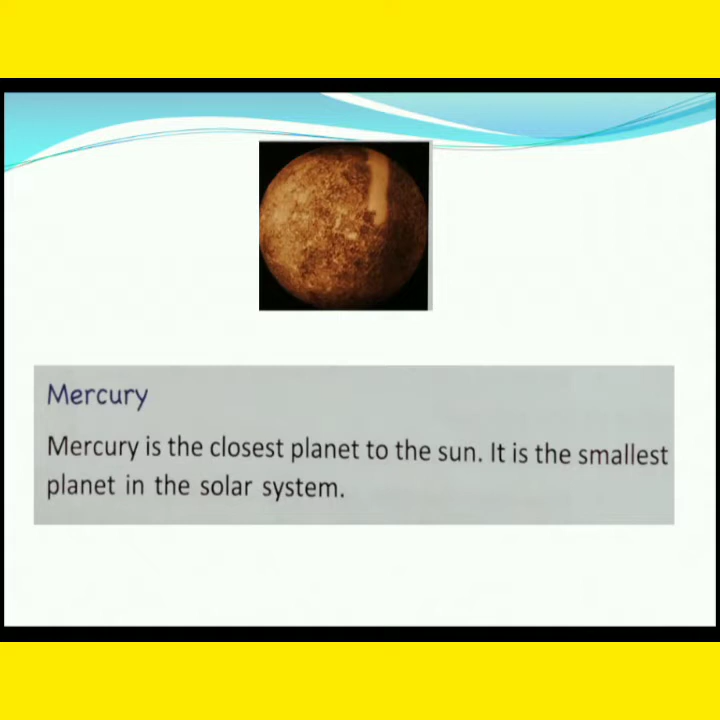 Mercury
Mercury is the closest planet to the sun. It is the smallest
planet in the solar system.